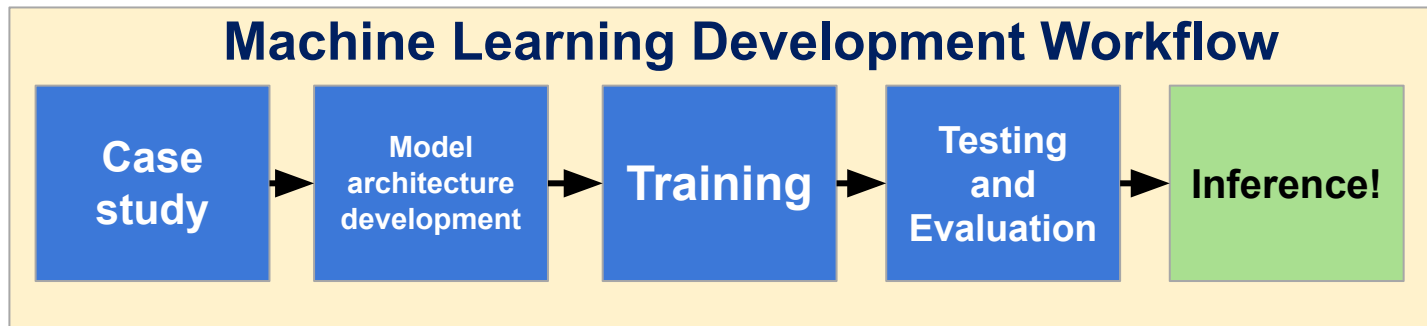 Machine Learning Development Workflow
Case
study
Model
architecture
development
Training
Testing
and
Evaluation
Inference!